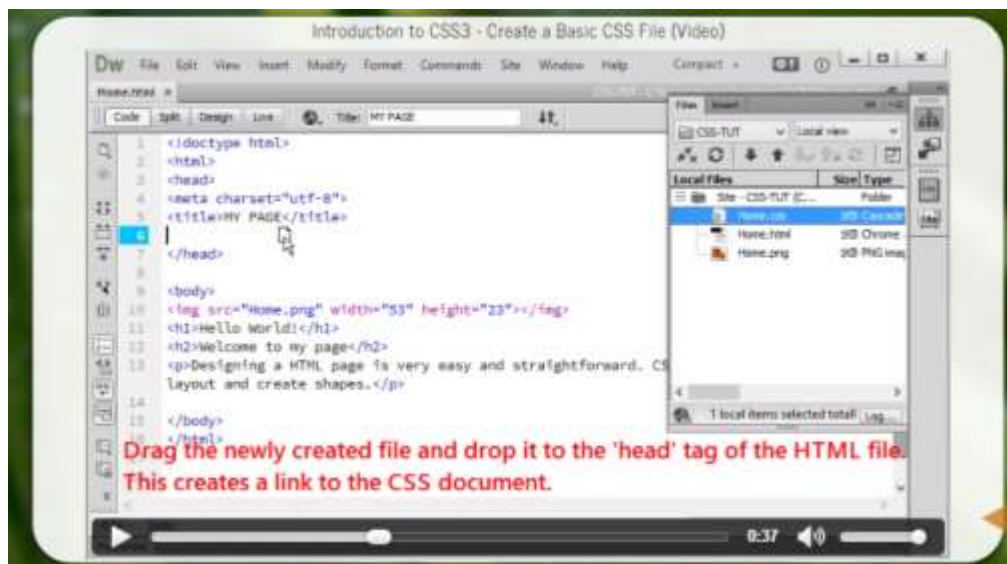 Introduction to CSS3 - Create a Basic CSS File (Video)
Dw File Edit View Insert Modify Format Commands Site Window Help Compact
Home.html
Code Split Design Live Title: MY PAGE
Files Insert
CSS-TUT Local view
Local Files Size Type
Site - CSS-TUT (C... Folder
Home.css 1KB Cascadi
Home.html 1KB Chrome
Home.png 1KB PNG imag
1 local items selected totall Log...
1 <!doctype html>
2 <html>
3 <head>
4 <meta charset="utf-8">
5 <title>MY PAGE</title>
6
7 </head>
8
9 <body>
10 <img src="Home.png" width="53" height="23"></img>
11 <h1>Hello World!</h1>
12 <h2>Welcome to my page</h2>
13 <p>Designing a HTML page is very easy and straightforward. CS
layout and create shapes.</p>
14
15 </body>
</html>
Drag the newly created file and drop it to the 'head' tag of the HTML file.
This creates a link to the CSS document.
0:37